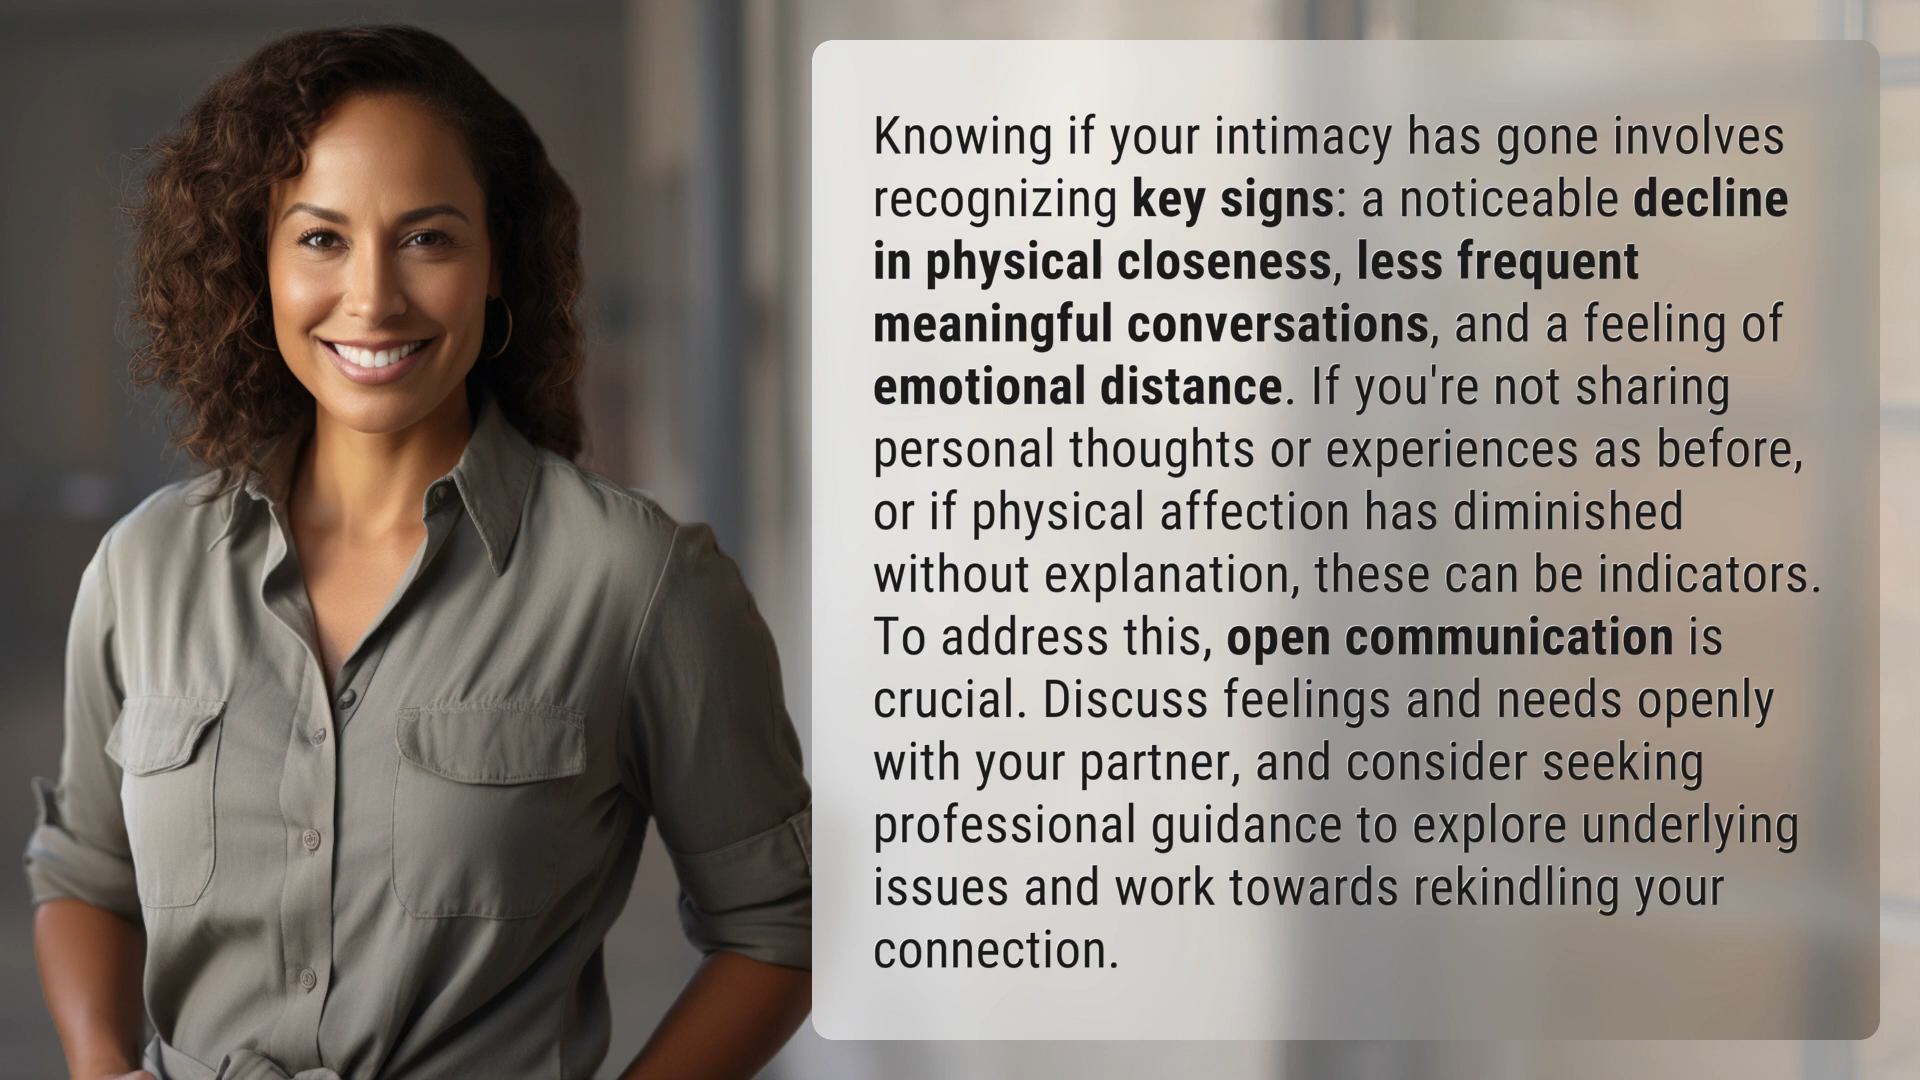 Knowing if your intimacy has gone involves
recognizing key signs: a noticeable decline
in physical closeness, less frequent
meaningful conversations, and a feeling of
emotional distance. If you're not sharing
personal thoughts or experiences as before,
or if physical affection has diminished
without explanation, these can be indicators.
To address this, open communication is
crucial. Discuss feelings and needs openly
with your partner, and consider seeking
professional guidance to explore underlying
issues and work towards rekindling your
connection.